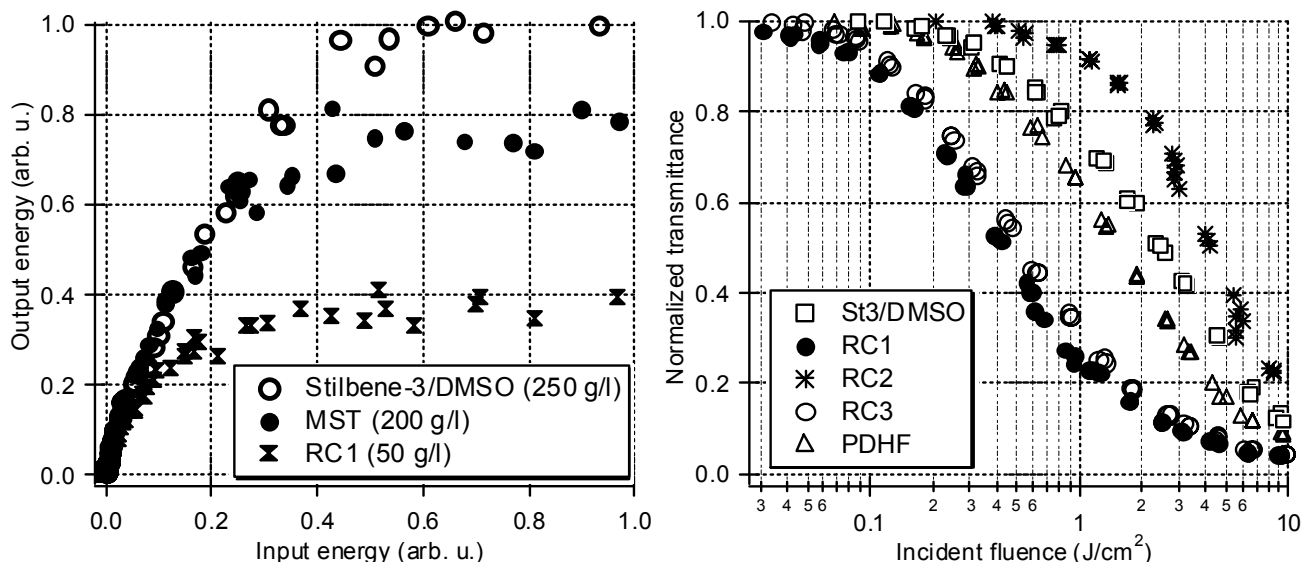 Output energy (arb. u.)
1.0
0.8
0.6
0.4
0.2
0.0
Stilbene-3/DMSO (250 g/l)
MST (200 g/l)
RC1 (50 g/l)
0.0 0.2 0.4 0.6 0.8 1.0
Input energy (arb. u.)
Normalized transmittance
1.0
0.8
0.6
0.4
0.2
0.0
St3/DMSO
RC1
RC2
RC3
PDHF
3 4 5 6 2 3 4 5 6 2 3 4 5 6
0.1 1 10
Incident fluence (J/cm²)